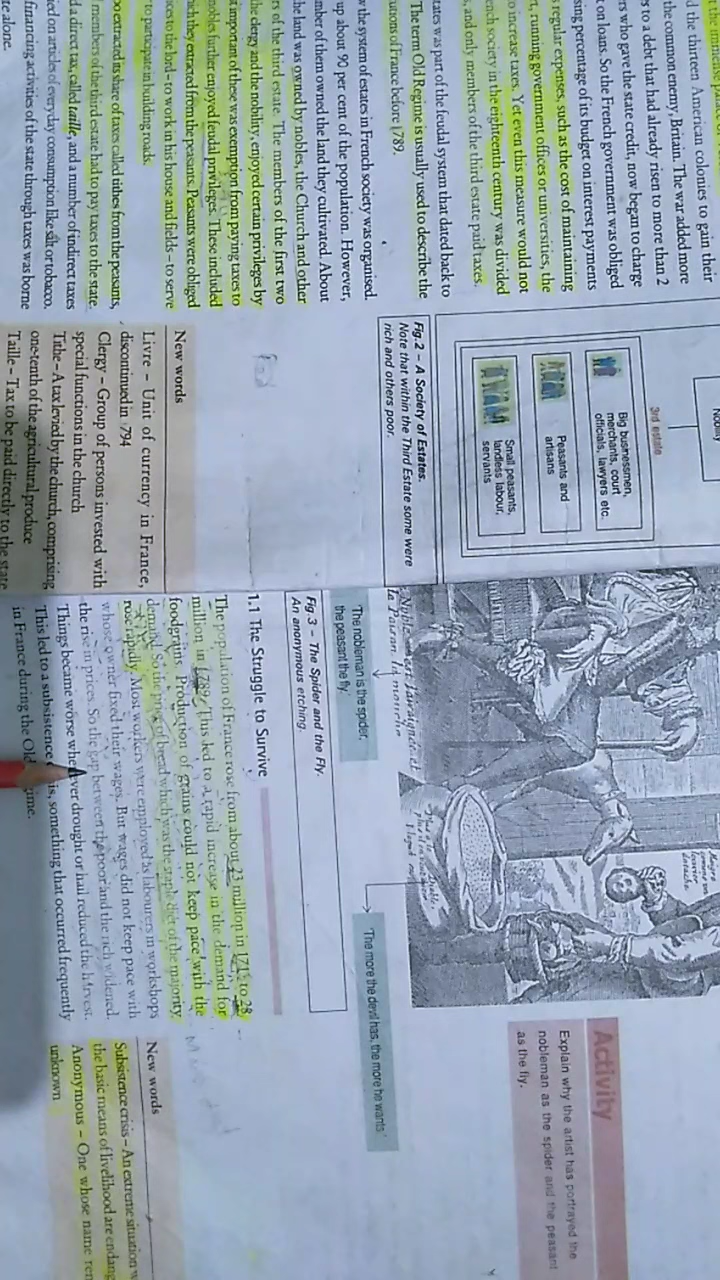 the thirteen American colonies to gain their
the common enemy, Britain. The war added more
to a debt that had already risen to more than 2
who gave the state credit, now began to charge
on loans. So the French government was obliged
percentage of its budget on interest payments
regular expenses, such as the cost of maintaining
running government offices or universities, the
increase taxes. Yet even this measure would not
society in the eighteenth century was divided
and only members of the third estate paid taxes.
was part of the feudal system that dated back to
The term Old Regime is usually used to describe the
of France before 1789.
the system of estates in French society was organised.
up about 90 per cent of the population. However,
of them owned the land they cultivated. About
the land was owned by nobles, the Church and other
of the third estate. The members of the first two
the clergy and the nobility, enjoyed certain privileges by
important of these was exemption from paying taxes to
further enjoyed feudal privileges. These included
they extracted from the peasants. Peasants were obliged
to the lord – to work in his house and fields – to serve
to participate in building roads.
extracted its share of taxes called tithes from the peasants,
members of the third estate had to pay taxes to the state
a direct tax, called taille, and a number of indirect taxes
on articles of everyday consumption like salt or tobacco.
financing activities of the state through taxes was borne
alone.
3rd estate
Big businessmen,
merchants, court
officials, lawyers etc.
Peasants and
artisans
Small peasants,
landless labour,
servants
Fig.2 – A Society of Estates.
Note that within the Third Estate some were
rich and others poor.
New words
Livre – Unit of currency in France,
discontinued in 1794
Clergy – Group of persons invested with
special functions in the church
Tithe – A tax levied by the church, comprising
one-tenth of the agricultural produce
Taille – Tax to be paid directly to the state
'The nobleman is the spider,
the peasant the fly.'
'The more the devil has, the more he wants.'
Fig.3 – The Spider and the Fly.
An anonymous etching.
1.1 The Struggle to Survive
The population of France rose from about 23 million in 1715 to 28
million in 1789. This led to a rapid increase in the demand for
foodgrains. Production of grains could not keep pace with the
demand. So the price of bread which was the staple diet of the majority
rose rapidly. Most workers were employed as labourers in workshops
whose owner fixed their wages. But wages did not keep pace with
the rise in prices. So the gap between the poor and the rich widened.
Things became worse whenever drought or hail reduced the harvest.
This led to a subsistence something that occurred frequently
in France during the Old
Activity
Explain why the artist has portrayed the
nobleman as the spider and the peasant
as the fly.
New words
Subsistence crisis – An extreme situation
the basic means of livelihood are
Anonymous – One whose name
unknown